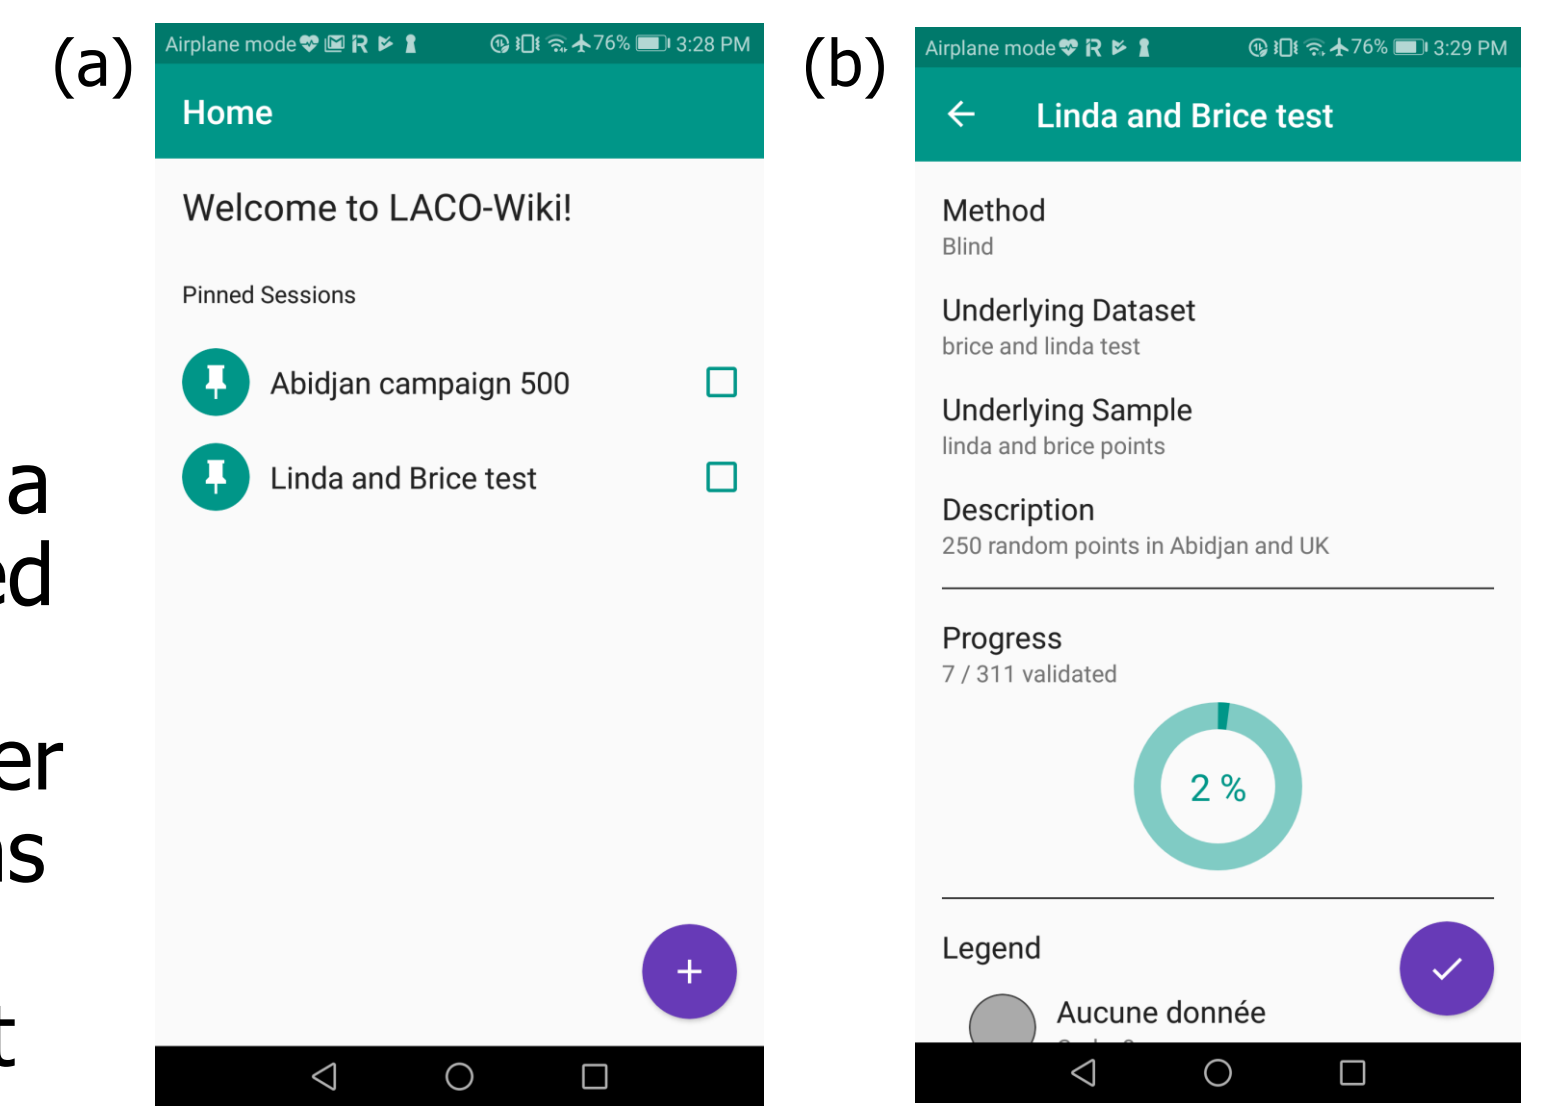 (a)
Airplane mode 76% 3:28 PM
Home
Welcome to LACO-Wiki!
Pinned Sessions
Abidjan campaign 500
Linda and Brice test
(b)
Airplane mode 76% 3:29 PM
Linda and Brice test
Method
Blind
Underlying Dataset
brice and linda test
Underlying Sample
linda and brice points
Description
250 random points in Abidjan and UK
Progress
7 / 311 validated
2 %
Legend
Aucune donnée
a
ed
er
t